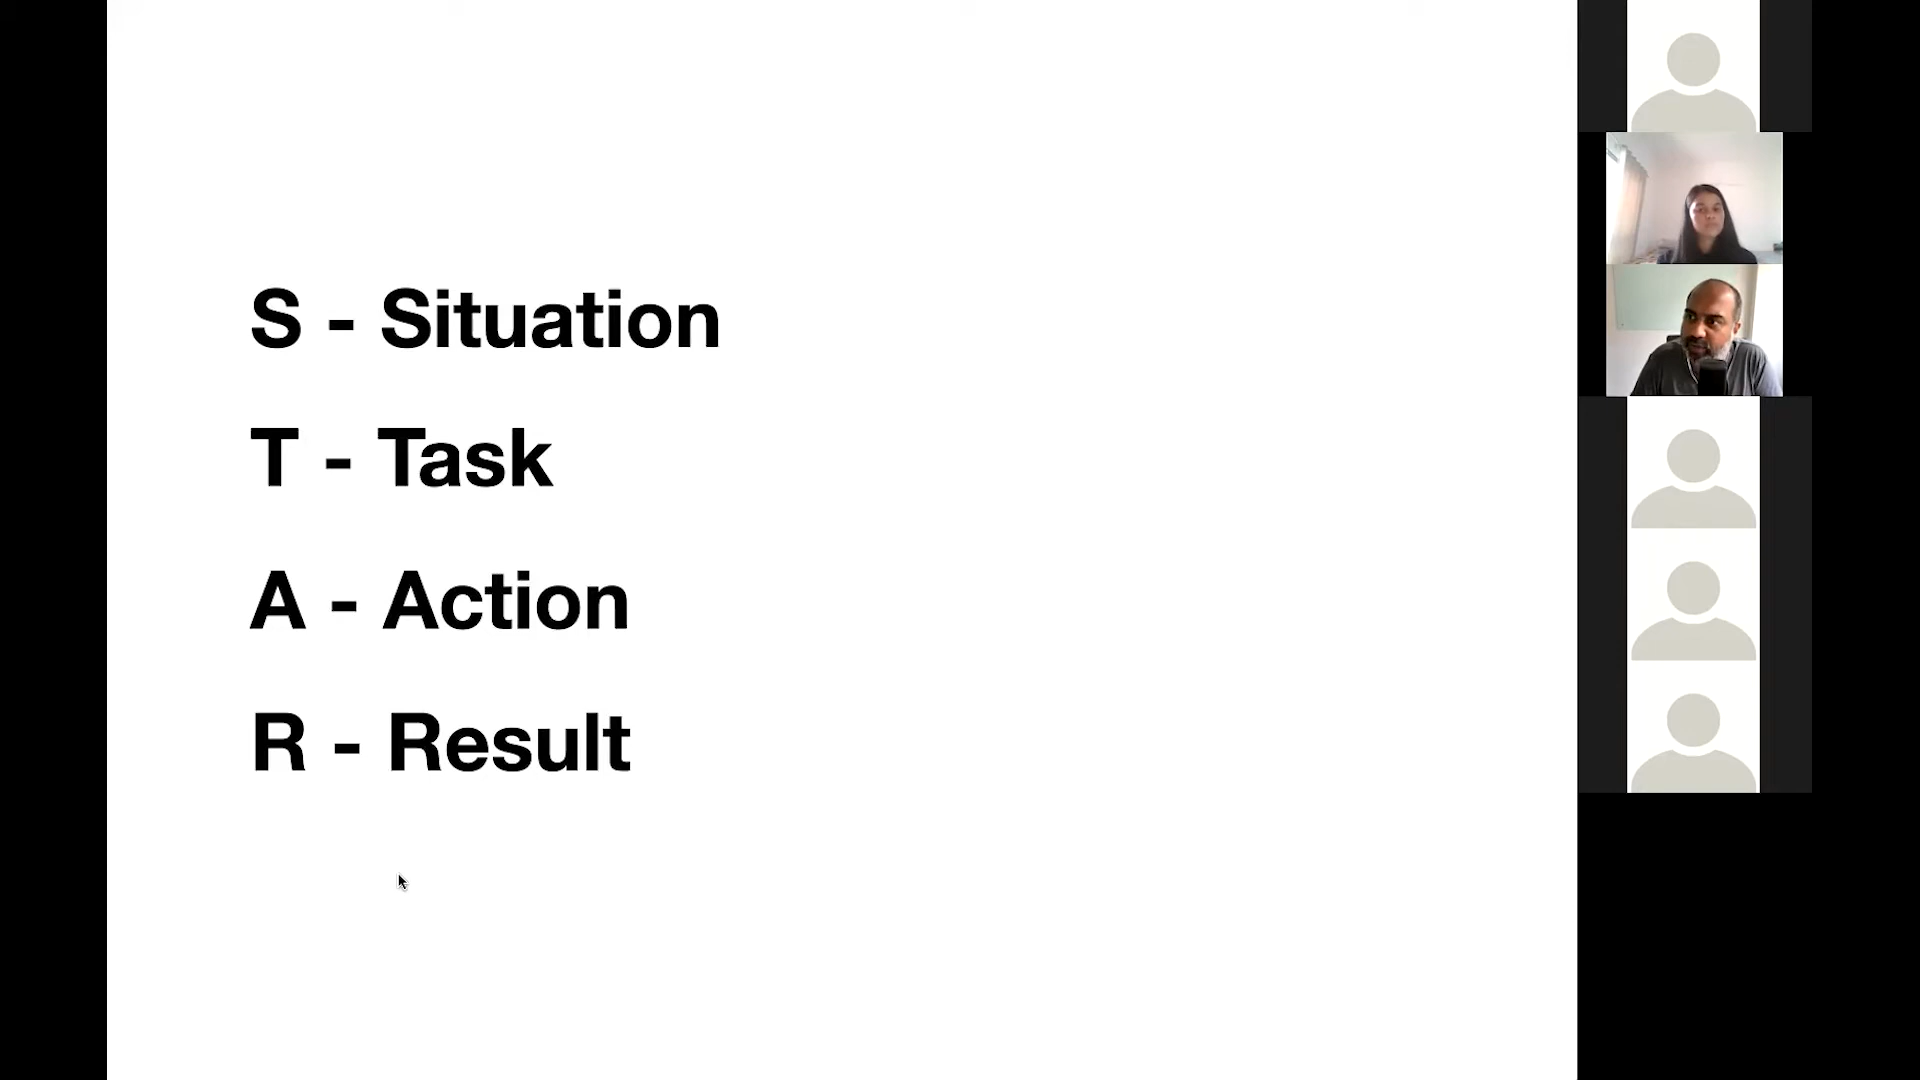 S - Situation
T - Task
A - Action
R - Result